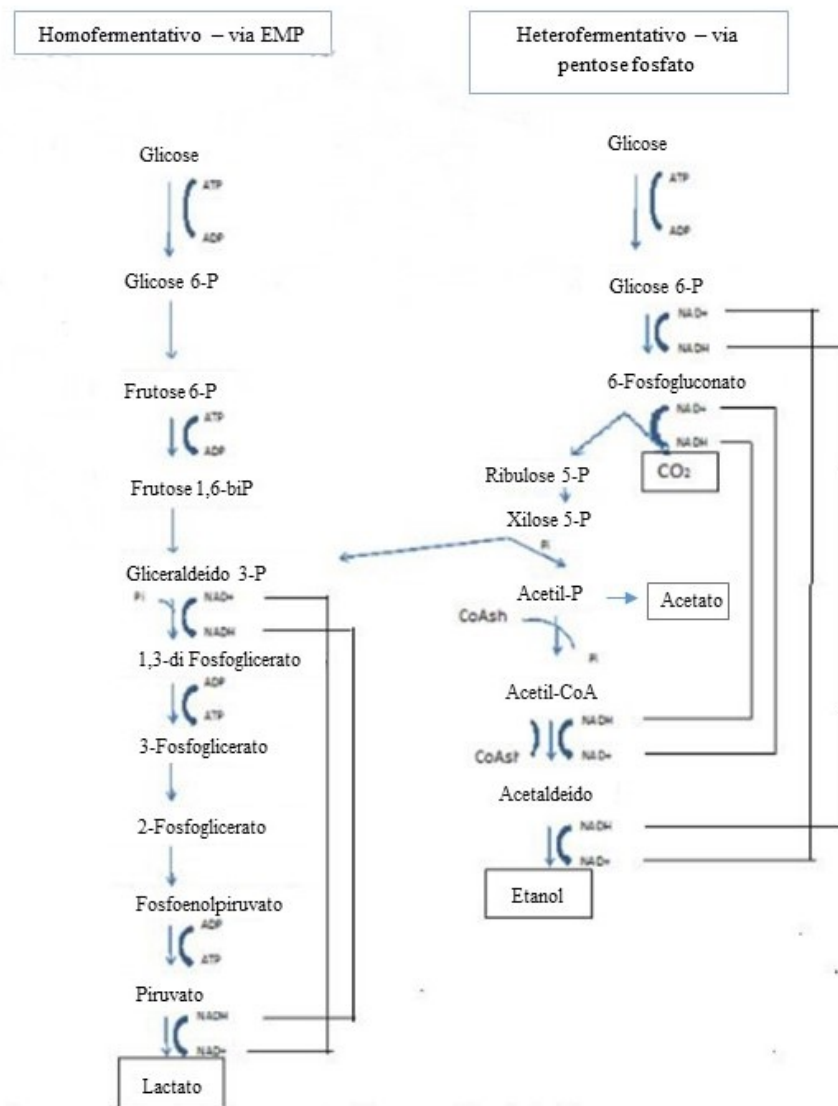 Homofermentativo – via EMP
Glicose
ATP
ADP
Glicose 6-P
Frutose 6-P
ATP
ADP
Frutose 1,6-biP
Gliceraldeido 3-P
Pi
NAD+
NADH
1,3-di Fosfoglicerato
ADP
ATP
3-Fosfoglicerato
2-Fosfoglicerato
Fosfoenolpiruvato
ADP
ATP
Piruvato
NADH
NAD+
Lactato
Heterofermentativo – via
pentose fosfato
Glicose
ATP
ADP
Glicose 6-P
NAD+
NADH
6-Fosfogluconato
NAD+
NADH
CO₂
Ribulose 5-P
Xilose 5-P
Pi
Acetil-P
Acetato
CoAsh
Pi
Acetil-CoA
NADH
NAD+
CoAsh
Acetaldeido
NADH
NAD+
Etanol